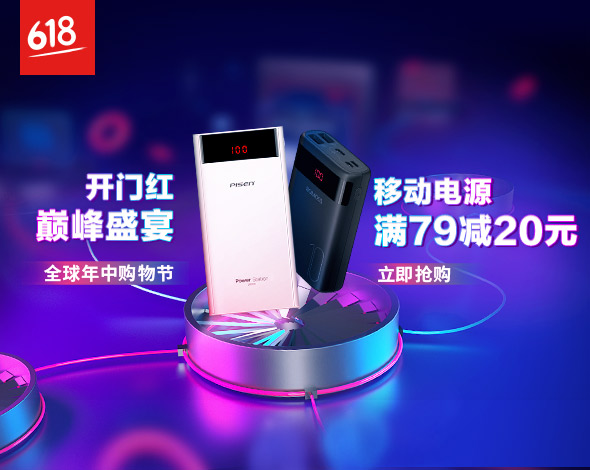 618
开门红
巅峰盛宴
全球年中购物节
100
PISEN
Power Station
移动电源
满79减20元
立即抢购